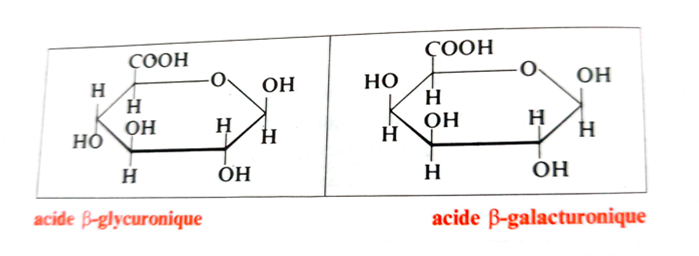 COOH
H O OH
H
OH H
HO H
H OH
acide β-glycuronique
COOH
HO O OH
H
OH H
H H
H OH
acide β-galacturonique